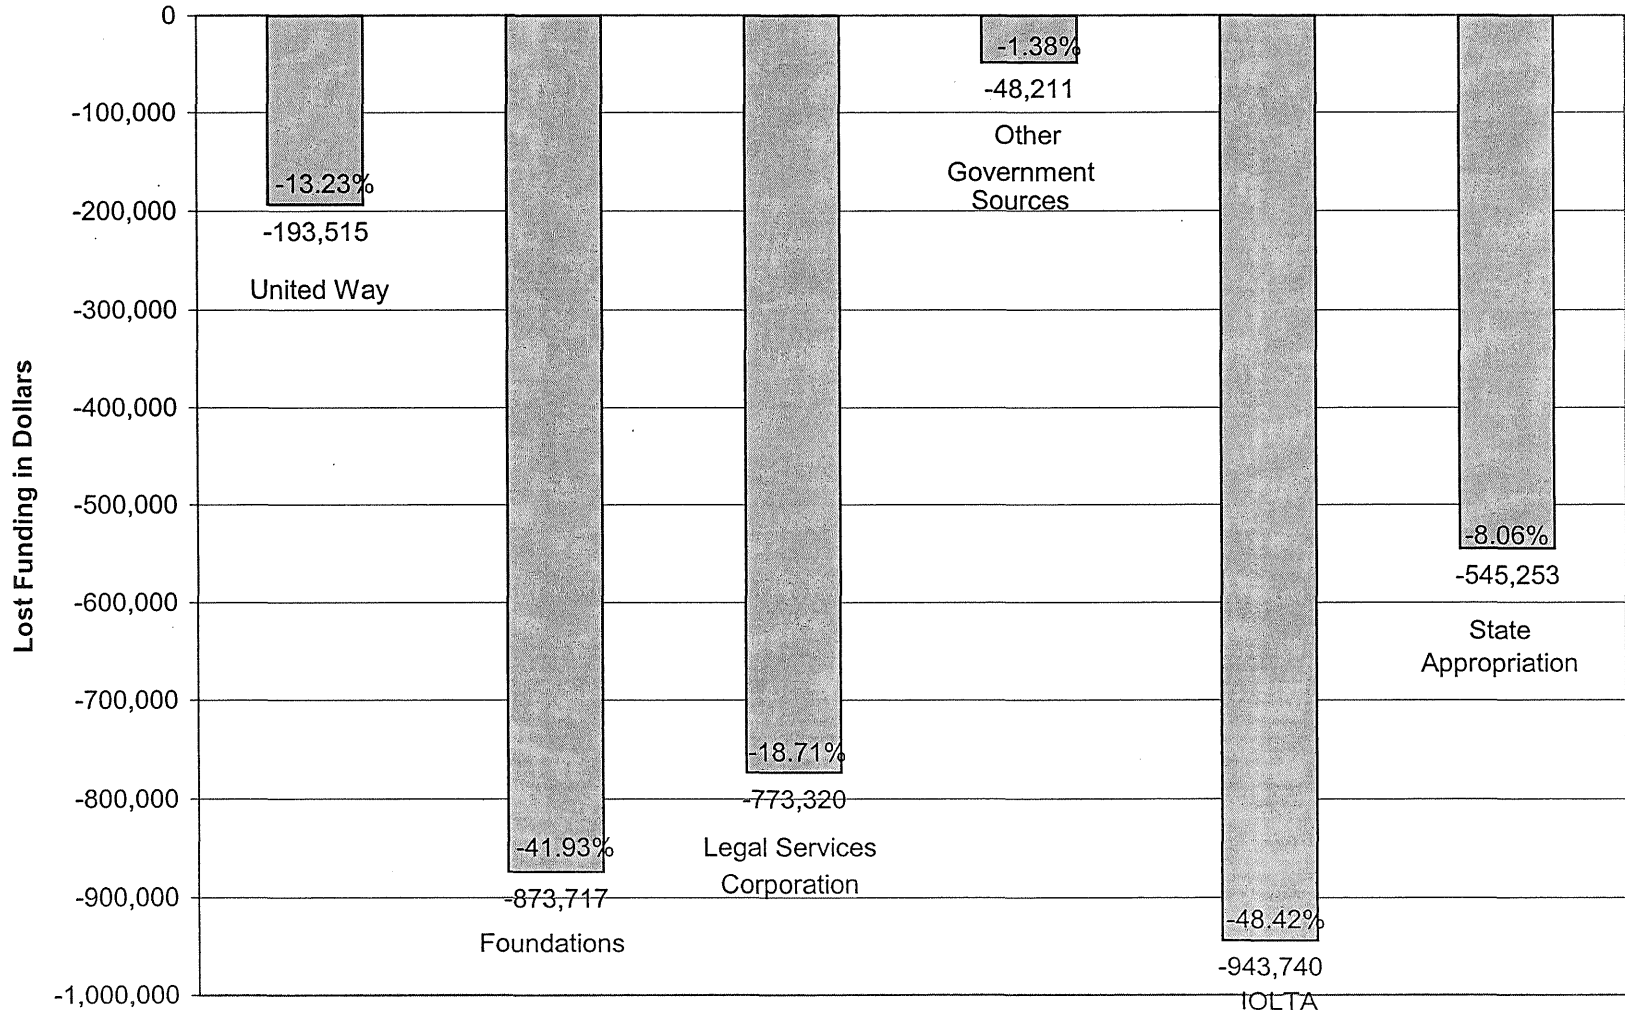 Lost Funding in Dollars
0
-100,000
-200,000
-300,000
-400,000
-500,000
-600,000
-700,000
-800,000
-900,000
-1,000,000
-13.23%
-193,515
United Way
-41.93%
-873,717
Foundations
-18.71%
-773,320
Legal Services
Corporation
-1.38%
-48,211
Other
Government
Sources
-48.42%
-943,740
IOLTA
-8.06%
-545,253
State
Appropriation